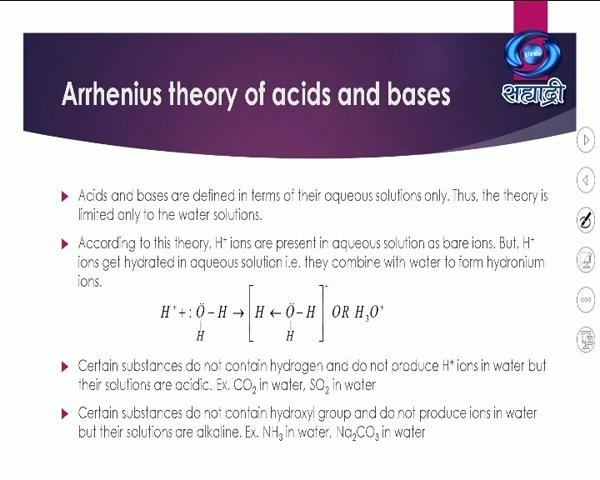 Arrhenius theory of acids and bases
सह्याद्री
Acids and bases are defined in terms of their aqueous solutions only. Thus, the theory is
limited only to the water solutions.
According to this theory, H⁺ ions are present in aqueous solution as bare ions. But, H⁺
ions get hydrated in aqueous solution i.e. they combine with water to form hydronium
ions.
H⁺ + : Ö – H → [ H ← Ö – H ]⁺ OR H₃O⁺
H H
Certain substances do not contain hydrogen and do not produce H⁺ ions in water but
their solutions are acidic. Ex. CO₂ in water, SO₂ in water
Certain substances do not contain hydroxyl group and do not produce ions in water
but their solutions are alkaline. Ex. NH₃ in water, Na₂CO₃ in water